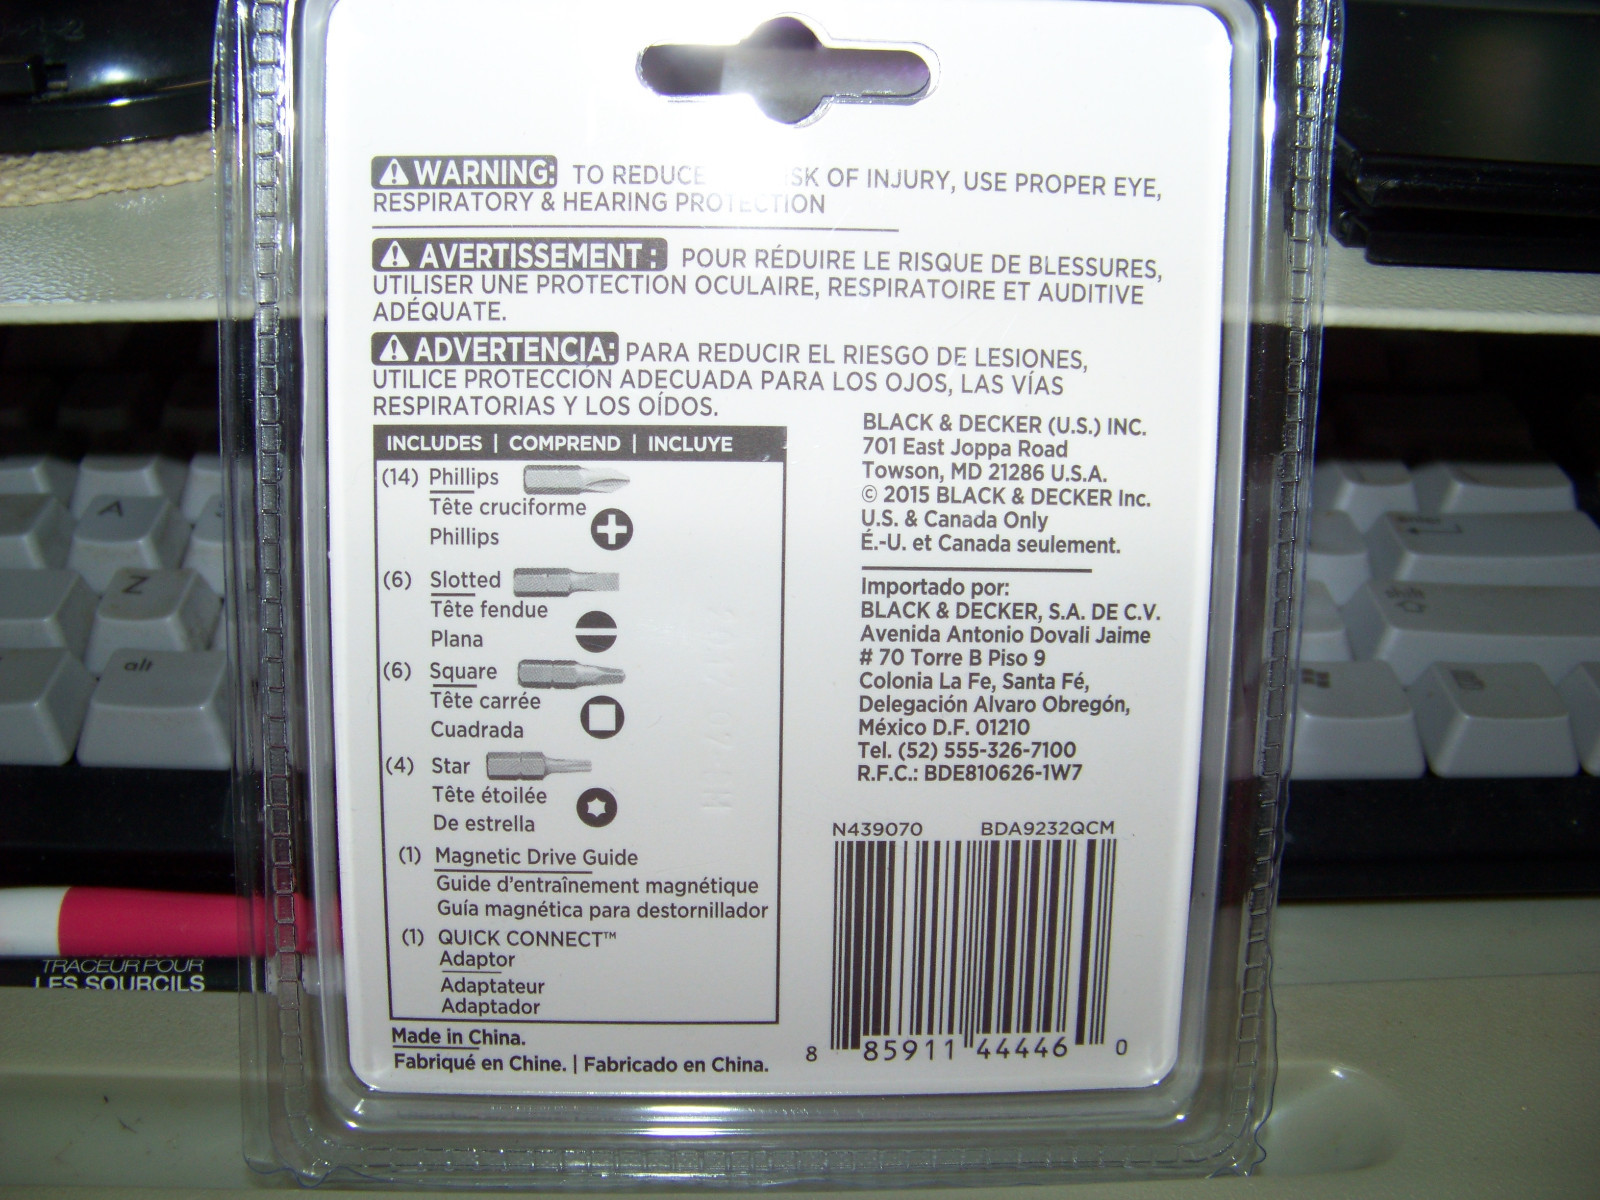 WARNING: TO REDUCE ISK OF INJURY, USE PROPER EYE,
RESPIRATORY & HEARING PROTECTION
AVERTISSEMENT : POUR RÉDUIRE LE RISQUE DE BLESSURES,
UTILISER UNE PROTECTION OCULAIRE, RESPIRATOIRE ET AUDITIVE
ADÉQUATE.
ADVERTENCIA: PARA REDUCIR EL RIESGO DE LESIONES,
UTILICE PROTECCIÓN ADECUADA PARA LOS OJOS, LAS VÍAS
RESPIRATORIAS Y LOS OÍDOS.
INCLUDES | COMPREND | INCLUYE
(14) Phillips
Tête cruciforme
Phillips
(6) Slotted
Tête fendue
Plana
(6) Square
Tête carrée
Cuadrada
(4) Star
Tête étoilée
De estrella
(1) Magnetic Drive Guide
Guide d'entraînement magnétique
Guía magnética para destornillador
(1) QUICK CONNECT™
Adaptor
Adaptateur
Adaptador
Made in China.
Fabriqué en Chine. | Fabricado en China.
BLACK & DECKER (U.S.) INC.
701 East Joppa Road
Towson, MD 21286 U.S.A.
© 2015 BLACK & DECKER Inc.
U.S. & Canada Only
É.-U. et Canada seulement.
Importado por:
BLACK & DECKER, S.A. DE C.V.
Avenida Antonio Dovali Jaime
# 70 Torre B Piso 9
Colonia La Fe, Santa Fé,
Delegación Alvaro Obregón,
México D.F. 01210
Tel. (52) 555-326-7100
R.F.C.: BDE810626-1W7
N439070 BDA9232QCM
8 85911 44446 0
A
Z
alt
shift
TRACEUR POUR
LES SOURCILS